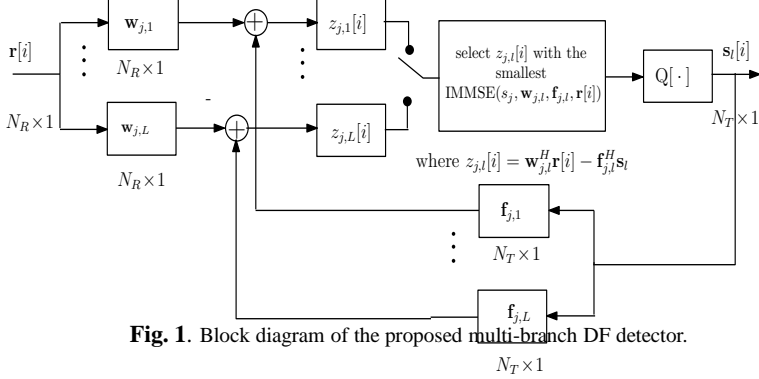 r[i]
N_R×1
w_{j,1}
N_R×1
w_{j,L}
N_R×1
-
+
+
z_{j,1}[i]
z_{j,L}[i]
select z_{j,l}[i] with the
smallest
IMMSE(s_j, w_{j,l}, f_{j,l}, r[i])
Q[·]
s_l[i]
N_T×1
where z_{j,l}[i] = w_{j,l}^H r[i] − f_{j,l}^H s_l
f_{j,1}
N_T×1
f_{j,L}
N_T×1
Fig. 1. Block diagram of the proposed multi-branch DF detector.